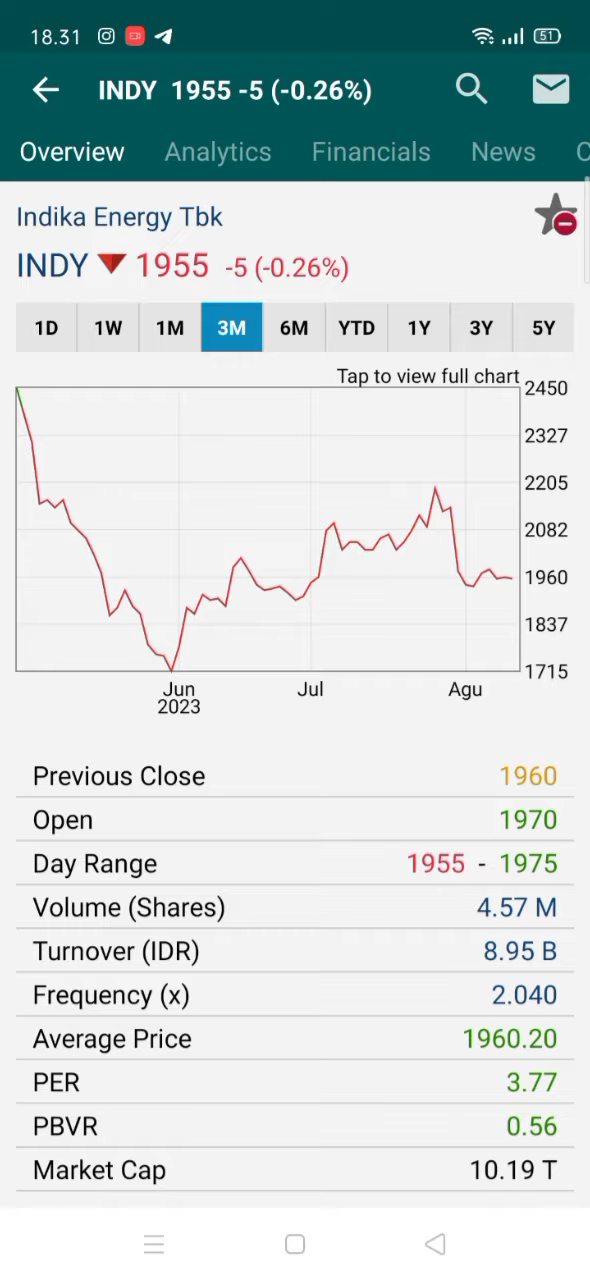 18.31
51
INDY 1955 -5 (-0.26%)
Overview Analytics Financials News C
Indika Energy Tbk
INDY 1955 -5 (-0.26%)
1D 1W 1M 3M 6M YTD 1Y 3Y 5Y
Tap to view full chart
2450
2327
2205
2082
1960
1837
1715
Jun Jul Agu
2023
Previous Close 1960
Open 1970
Day Range 1955 - 1975
Volume (Shares) 4.57 M
Turnover (IDR) 8.95 B
Frequency (x) 2.040
Average Price 1960.20
PER 3.77
PBVR 0.56
Market Cap 10.19 T